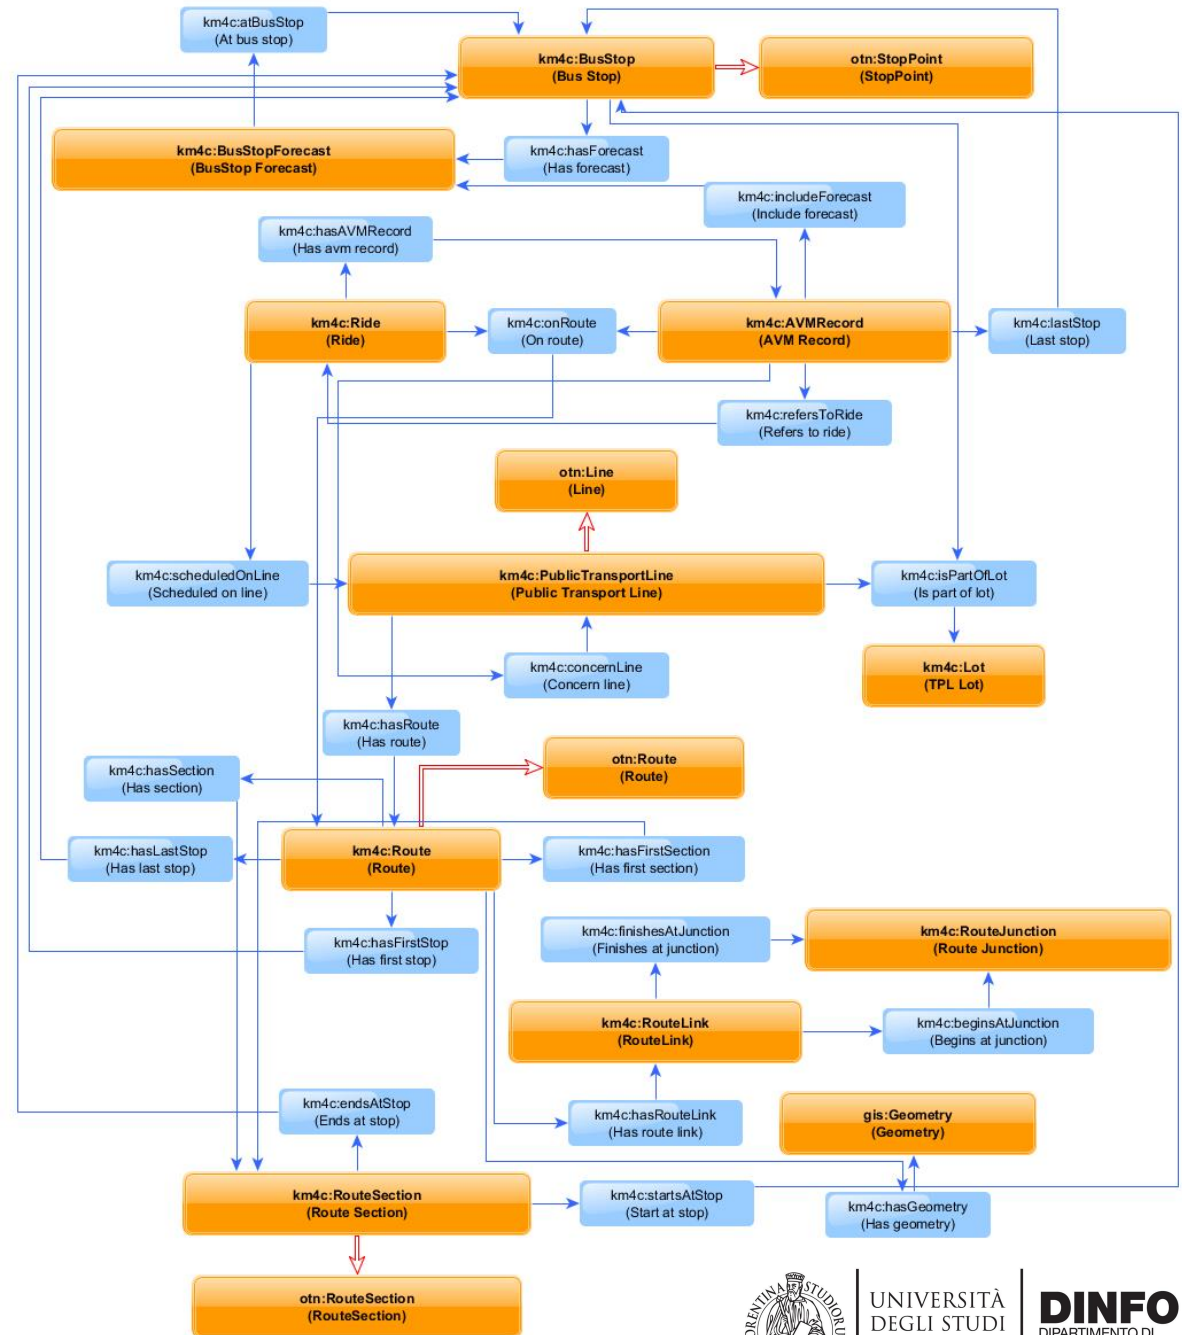 km4c:atBusStop
(At bus stop)
km4c:BusStop
(Bus Stop)
otn:StopPoint
(StopPoint)
km4c:BusStopForecast
(BusStop Forecast)
km4c:hasForecast
(Has forecast)
km4c:includeForecast
(Include forecast)
km4c:hasAVMRecord
(Has avm record)
km4c:Ride
(Ride)
km4c:onRoute
(On route)
km4c:AVMRecord
(AVM Record)
km4c:lastStop
(Last stop)
km4c:refersToRide
(Refers to ride)
otn:Line
(Line)
km4c:scheduledOnLine
(Scheduled on line)
km4c:PublicTransportLine
(Public Transport Line)
km4c:isPartOfLot
(Is part of lot)
km4c:concernLine
(Concern line)
km4c:Lot
(TPL Lot)
km4c:hasRoute
(Has route)
otn:Route
(Route)
km4c:hasSection
(Has section)
km4c:hasLastStop
(Has last stop)
km4c:Route
(Route)
km4c:hasFirstSection
(Has first section)
km4c:hasFirstStop
(Has first stop)
km4c:finishesAtJunction
(Finishes at junction)
km4c:RouteJunction
(Route Junction)
km4c:RouteLink
(RouteLink)
km4c:beginsAtJunction
(Begins at junction)
km4c:endsAtStop
(Ends at stop)
km4c:hasRouteLink
(Has route link)
gis:Geometry
(Geometry)
km4c:RouteSection
(Route Section)
km4c:startsAtStop
(Start at stop)
km4c:hasGeometry
(Has geometry)
otn:RouteSection
(RouteSection)
UNIVERSITÀ
DEGLI STUDI
DINFO
DIPARTIMENTO DI